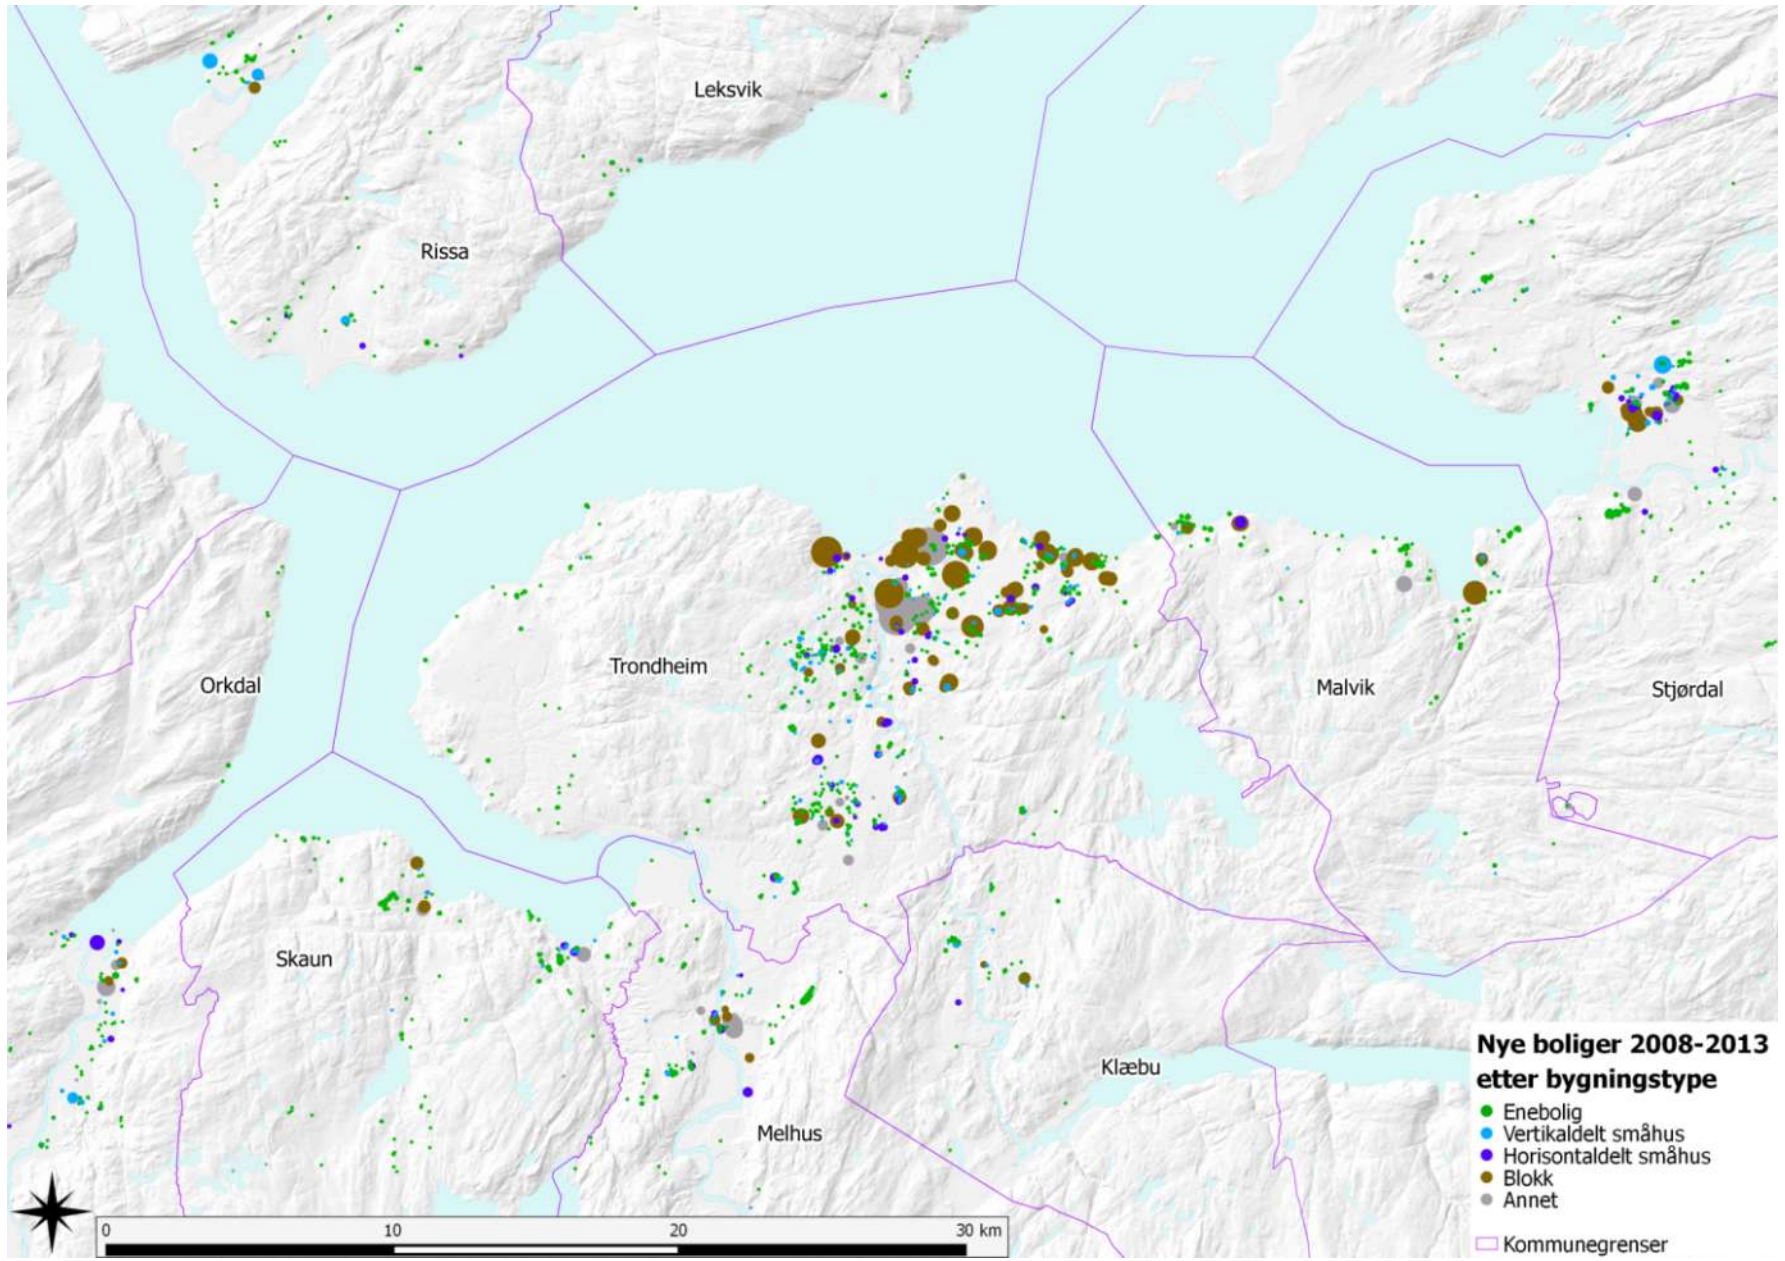 Leksvik
Rissa
Trondheim
Orkdal
Malvik
Stjørdal
Skaun
Klæbu
Melhus
Nye boliger 2008-2013
etter bygningstype
Enebolig
Vertikaldelt småhus
Horisontaldelt småhus
Blokk
Annet
Kommunegrenser
0 10 20 30 km